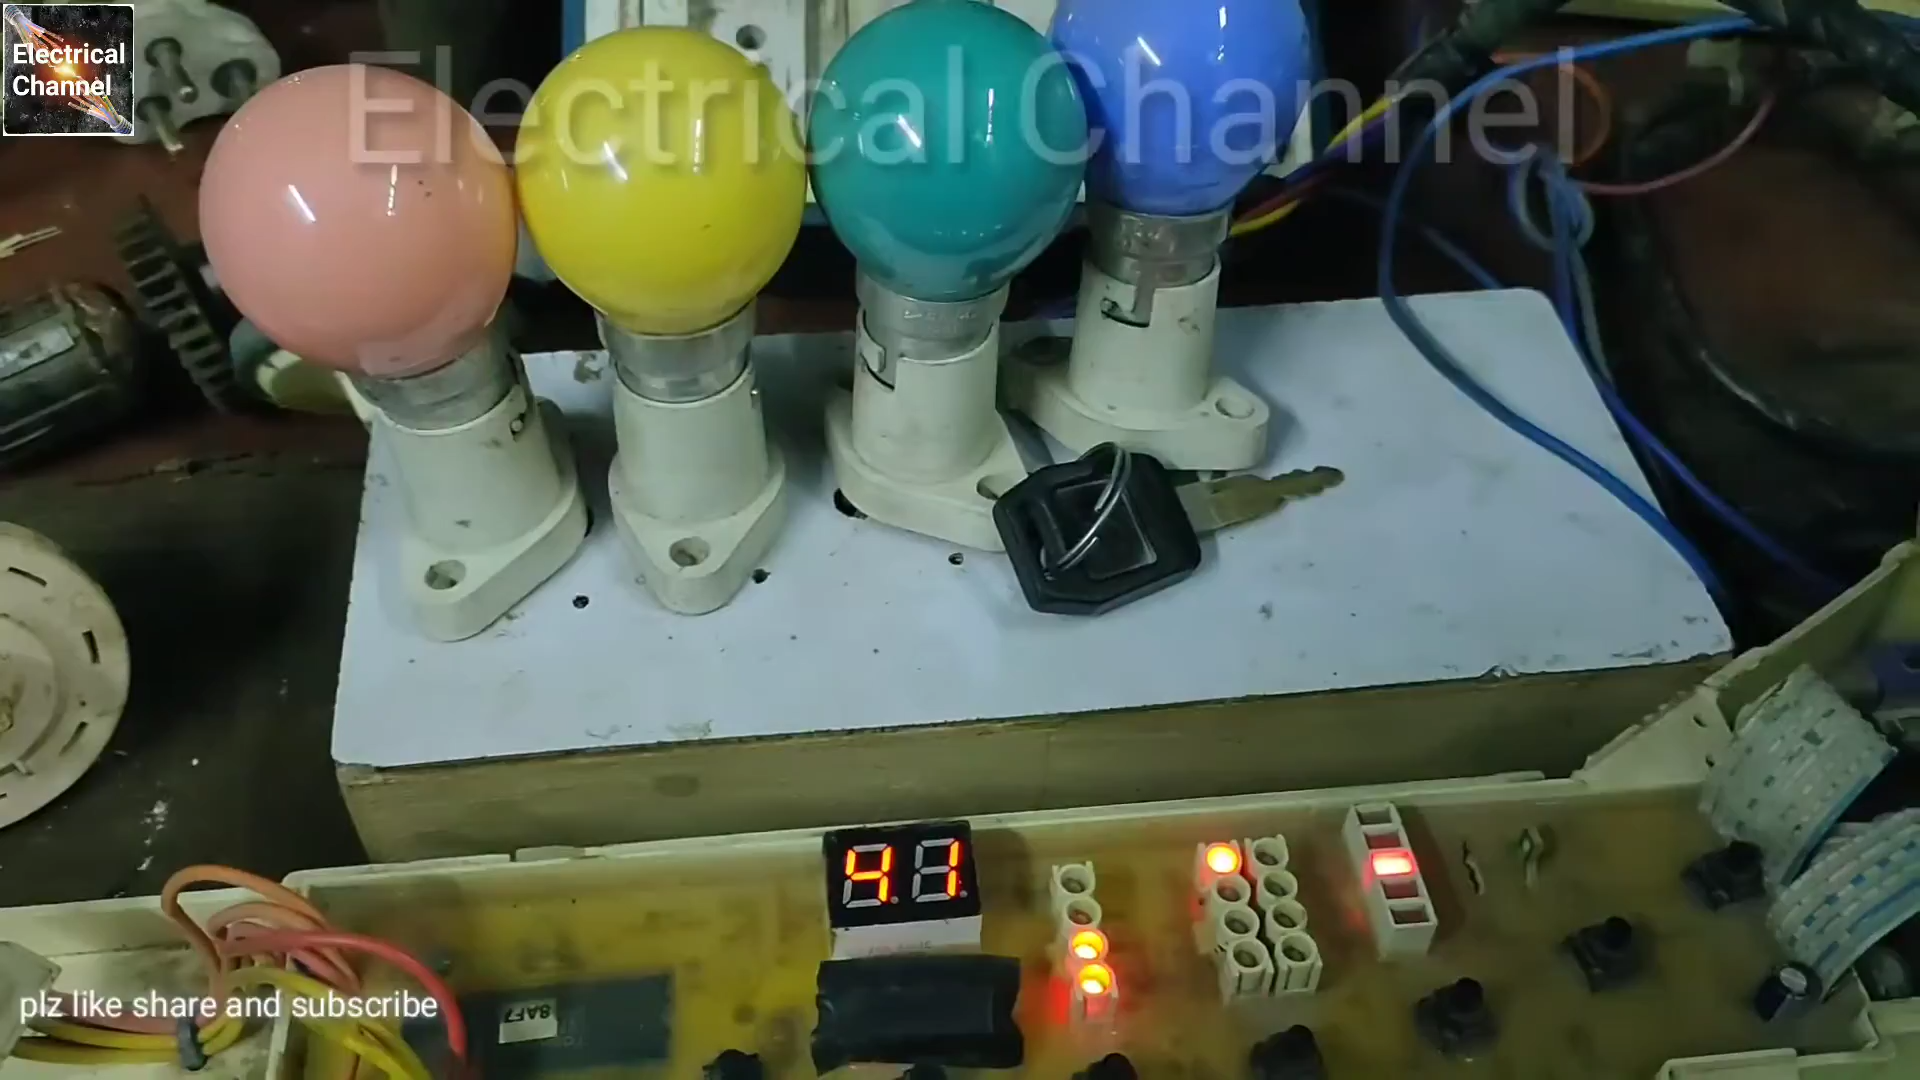 Electrical
Channel
Electrical Channel
41
8AF7
plz like share and subscribe